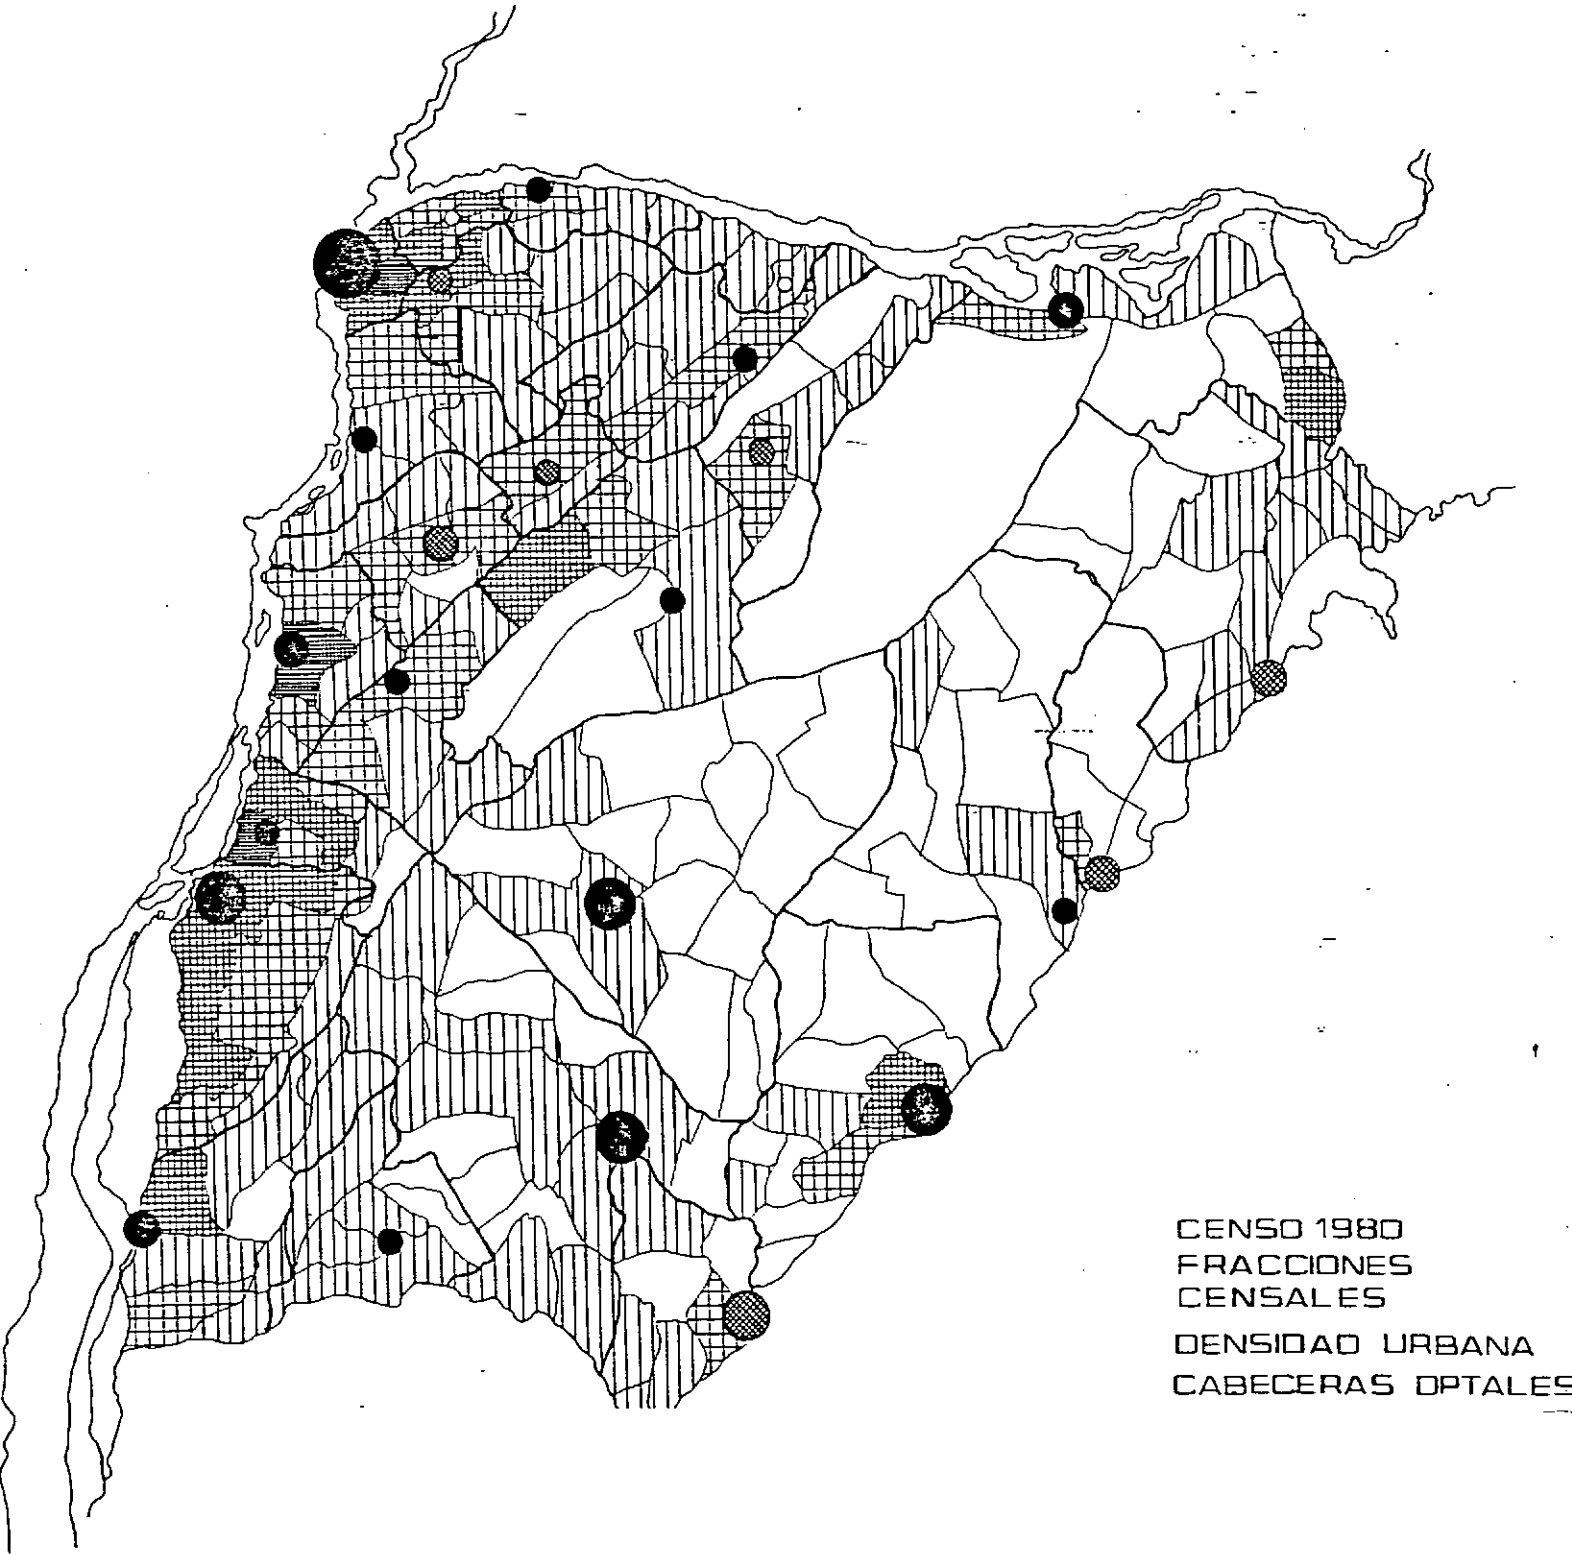 CENSO 1980
FRACCIONES
CENSALES
DENSIDAD URBANA
CABECERAS DPTALES